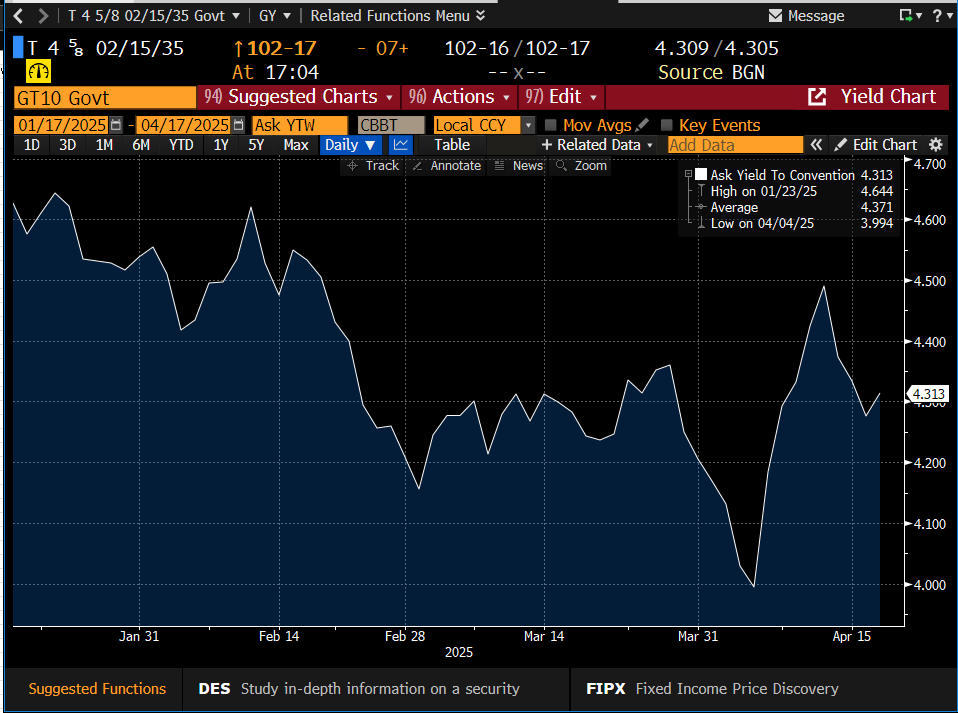 T 4 5/8 02/15/35 Govt GY Related Functions Menu Message ?
T 4 5/8 02/15/35 ↑102-17 - 07+ 102-16/102-17 4.309/4.305
At 17:04 --x-- Source BGN
GT10 Govt 94) Suggested Charts 96) Actions 97) Edit Yield Chart
01/17/2025 - 04/17/2025 Ask YTW CBBT Local CCY Mov Avgs Key Events
1D 3D 1M 6M YTD 1Y 5Y Max Daily ▼ Table + Related Data Add Data « Edit Chart
Track Annotate News Zoom
Ask Yield To Convention 4.313
High on 01/23/25 4.644
Average 4.371
Low on 04/04/25 3.994
4.700
4.600
4.500
4.400
4.313
4.300
4.200
4.100
4.000
Jan 31 Feb 14 Feb 28 Mar 14 Mar 31 Apr 15
2025
Suggested Functions DES Study in-depth information on a security FIPX Fixed Income Price Discovery